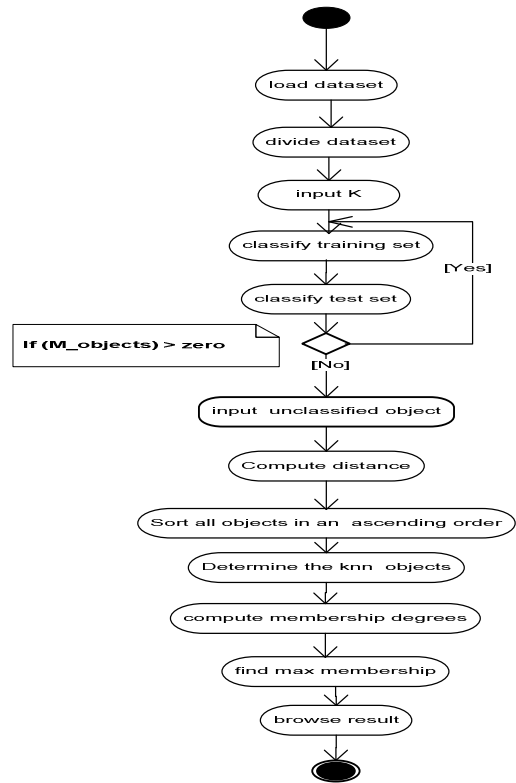 load dataset
divide dataset
input K
classify training set
[Yes]
classify test set
If (M_objects) > zero
[No]
input unclassified object
Compute distance
Sort all objects in an ascending order
Determine the knn objects
compute membership degrees
find max membership
browse result